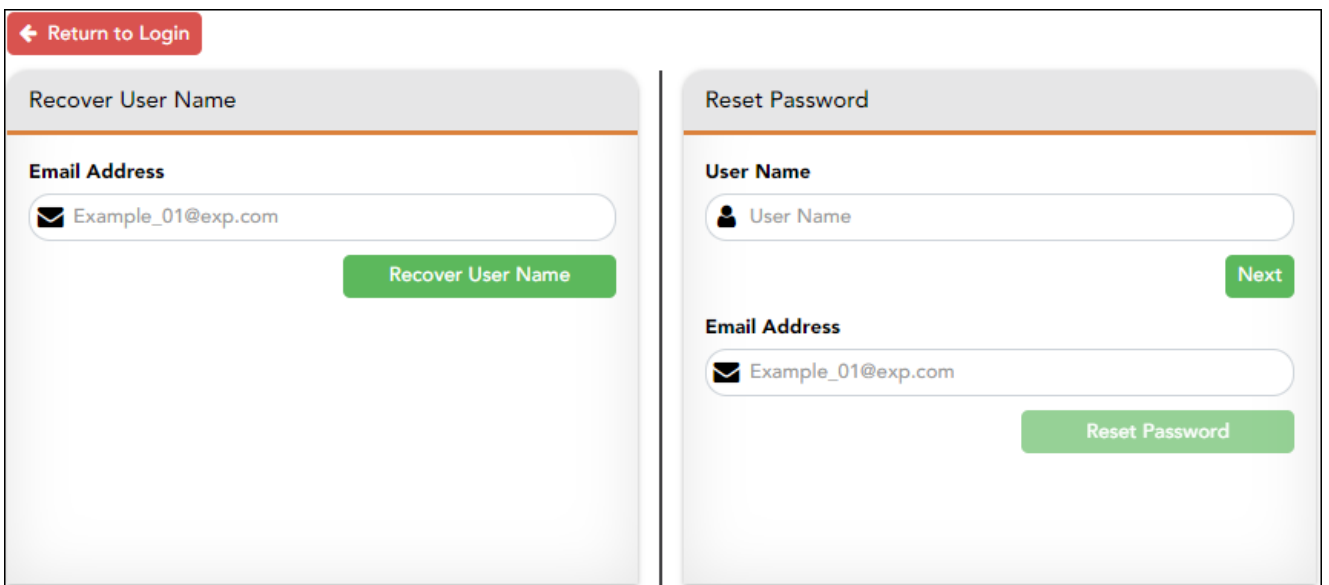 Return to Login
Recover User Name
Email Address
Example_01@exp.com
Recover User Name
Reset Password
User Name
User Name
Next
Email Address
Example_01@exp.com
Reset Password